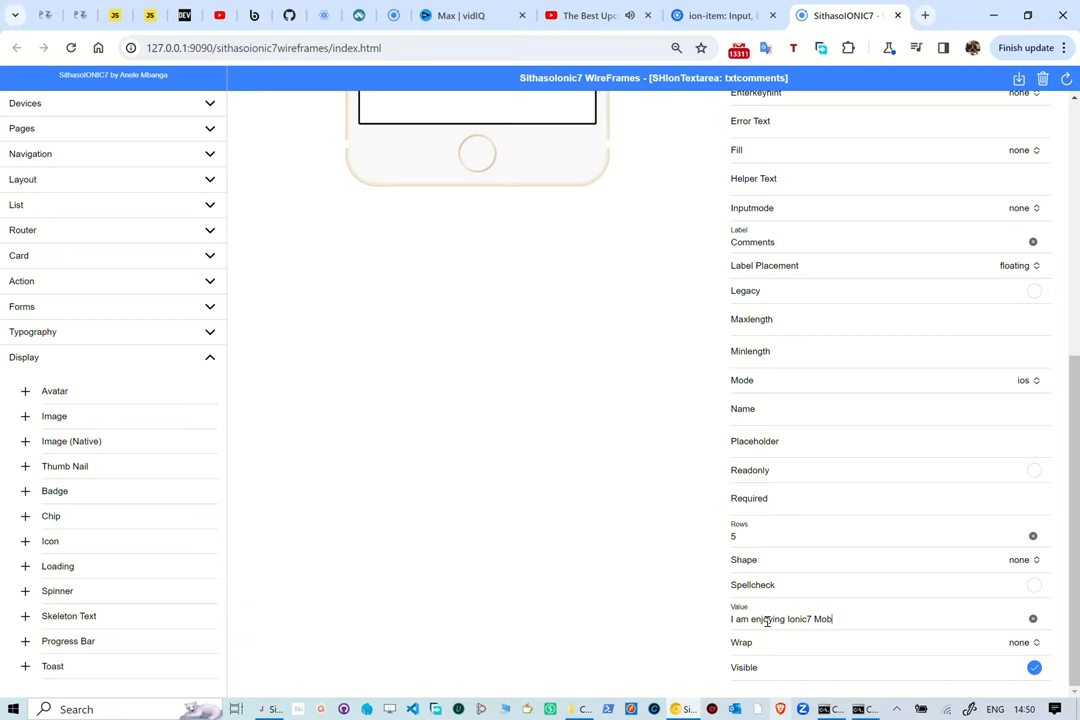 Max | vidIQ
The Best Upc
ion-item: Input, E
SithasoIONIC7 - 
127.0.0.1:9090/sithasoionic7wireframes/index.html
13311
Finish update
SithasoIONIC7 by Anele Mbanga
SithasoIonic7 WireFrames - [SHIonTextarea: txtcomments]
Devices
Pages
Navigation
Layout
List
Router
Card
Action
Forms
Typography
Display
Avatar
Image
Image (Native)
Thumb Nail
Badge
Chip
Icon
Loading
Spinner
Skeleton Text
Progress Bar
Toast
Enterkeyhint none
Error Text
Fill none
Helper Text
Inputmode none
Label
Comments
Label Placement floating
Legacy
Maxlength
Minlength
Mode ios
Name
Placeholder
Readonly
Required
Rows
5
Shape none
Spellcheck
Value
I am enjoying Ionic7 Mob
Wrap none
Visible
Search
Si...
C...
Si...
C...
C...
ENG 14:50